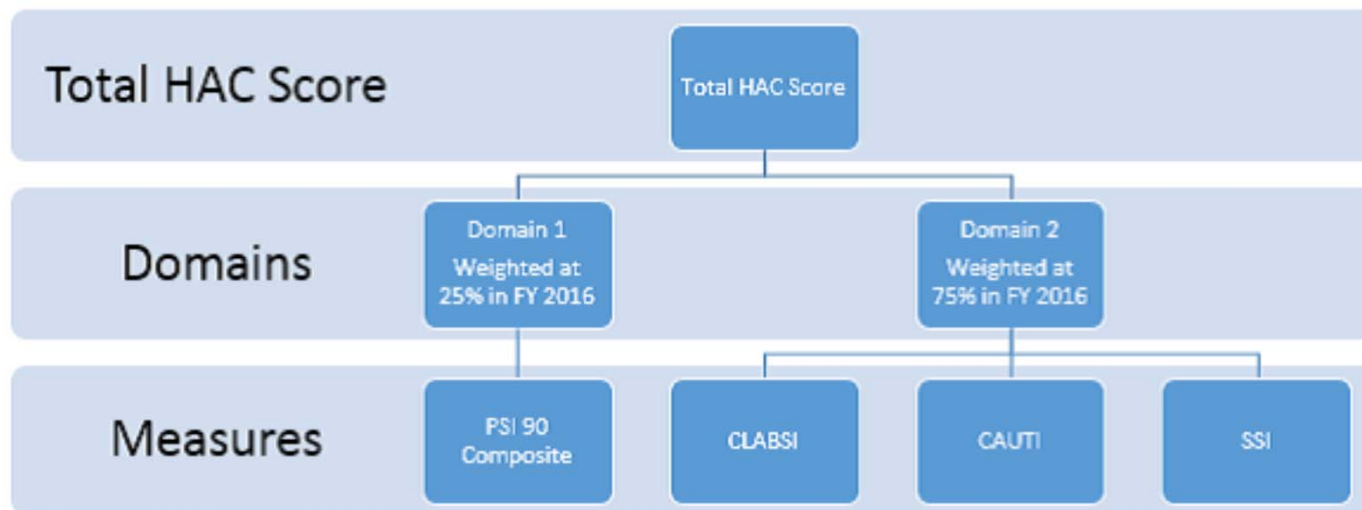 Total HAC Score
Total HAC Score
Domains
Domain 1
Weighted at
25% in FY 2016
Domain 2
Weighted at
75% in FY 2016
Measures
PSI 90
Composite
CLABSI
CAUTI
SSI